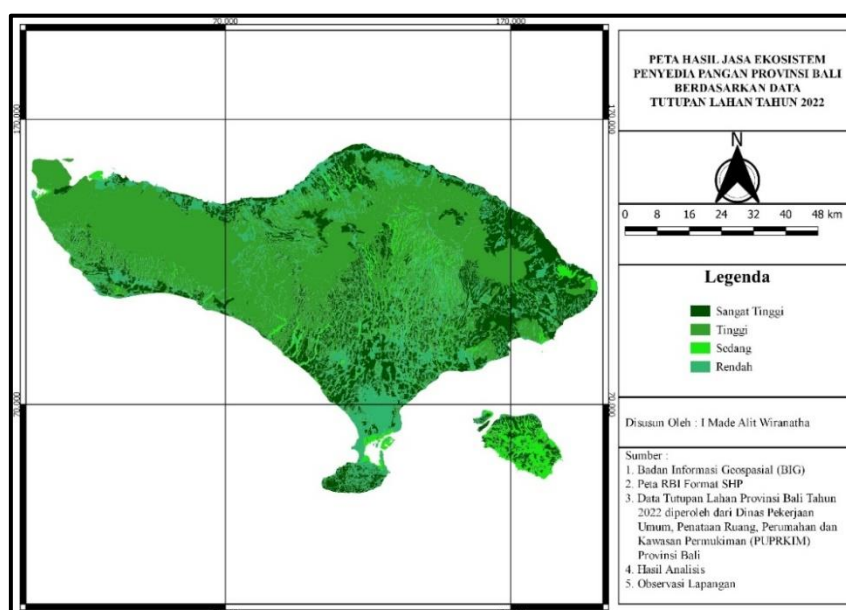 70,000
170,000
170,000
170,000
70,000
70,000
PETA HASIL JASA EKOSISTEM
PENYEDIA PANGAN PROVINSI BALI
BERDASARKAN DATA
TUTUPAN LAHAN TAHUN 2022
N
0 8 16 24 32 40 48 km
Legenda
Sangat Tinggi
Tinggi
Sedang
Rendah
Disusun Oleh : I Made Alit Wiranatha
Sumber :
1. Badan Informasi Geospasial (BIG)
2. Peta RBI Format SHP
3. Data Tutupan Lahan Provinsi Bali Tahun
2022 diperoleh dari Dinas Pekerjaan
Umum, Penataan Ruang, Perumahan dan
Kawasan Permukiman (PUPRKIM)
Provinsi Bali
4. Hasil Analisis
5. Observasi Lapangan